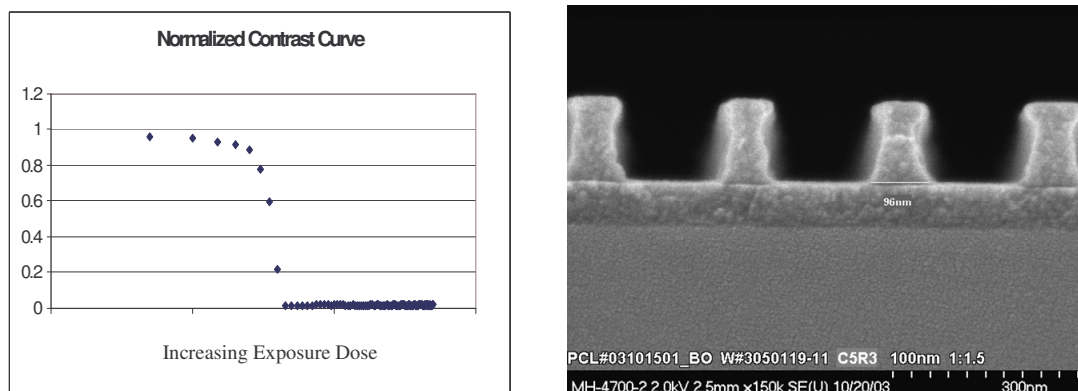 Normalized Contrast Curve
1.2
1
0.8
0.6
0.4
0.2
0
Increasing Exposure Dose
96nm
PCL#03101501_BO W#3050119-11 C5R3 100nm 1:1.5
MH-4700-2 2.0kV 2.5mm x150k SE(U) 10/20/03 300nm